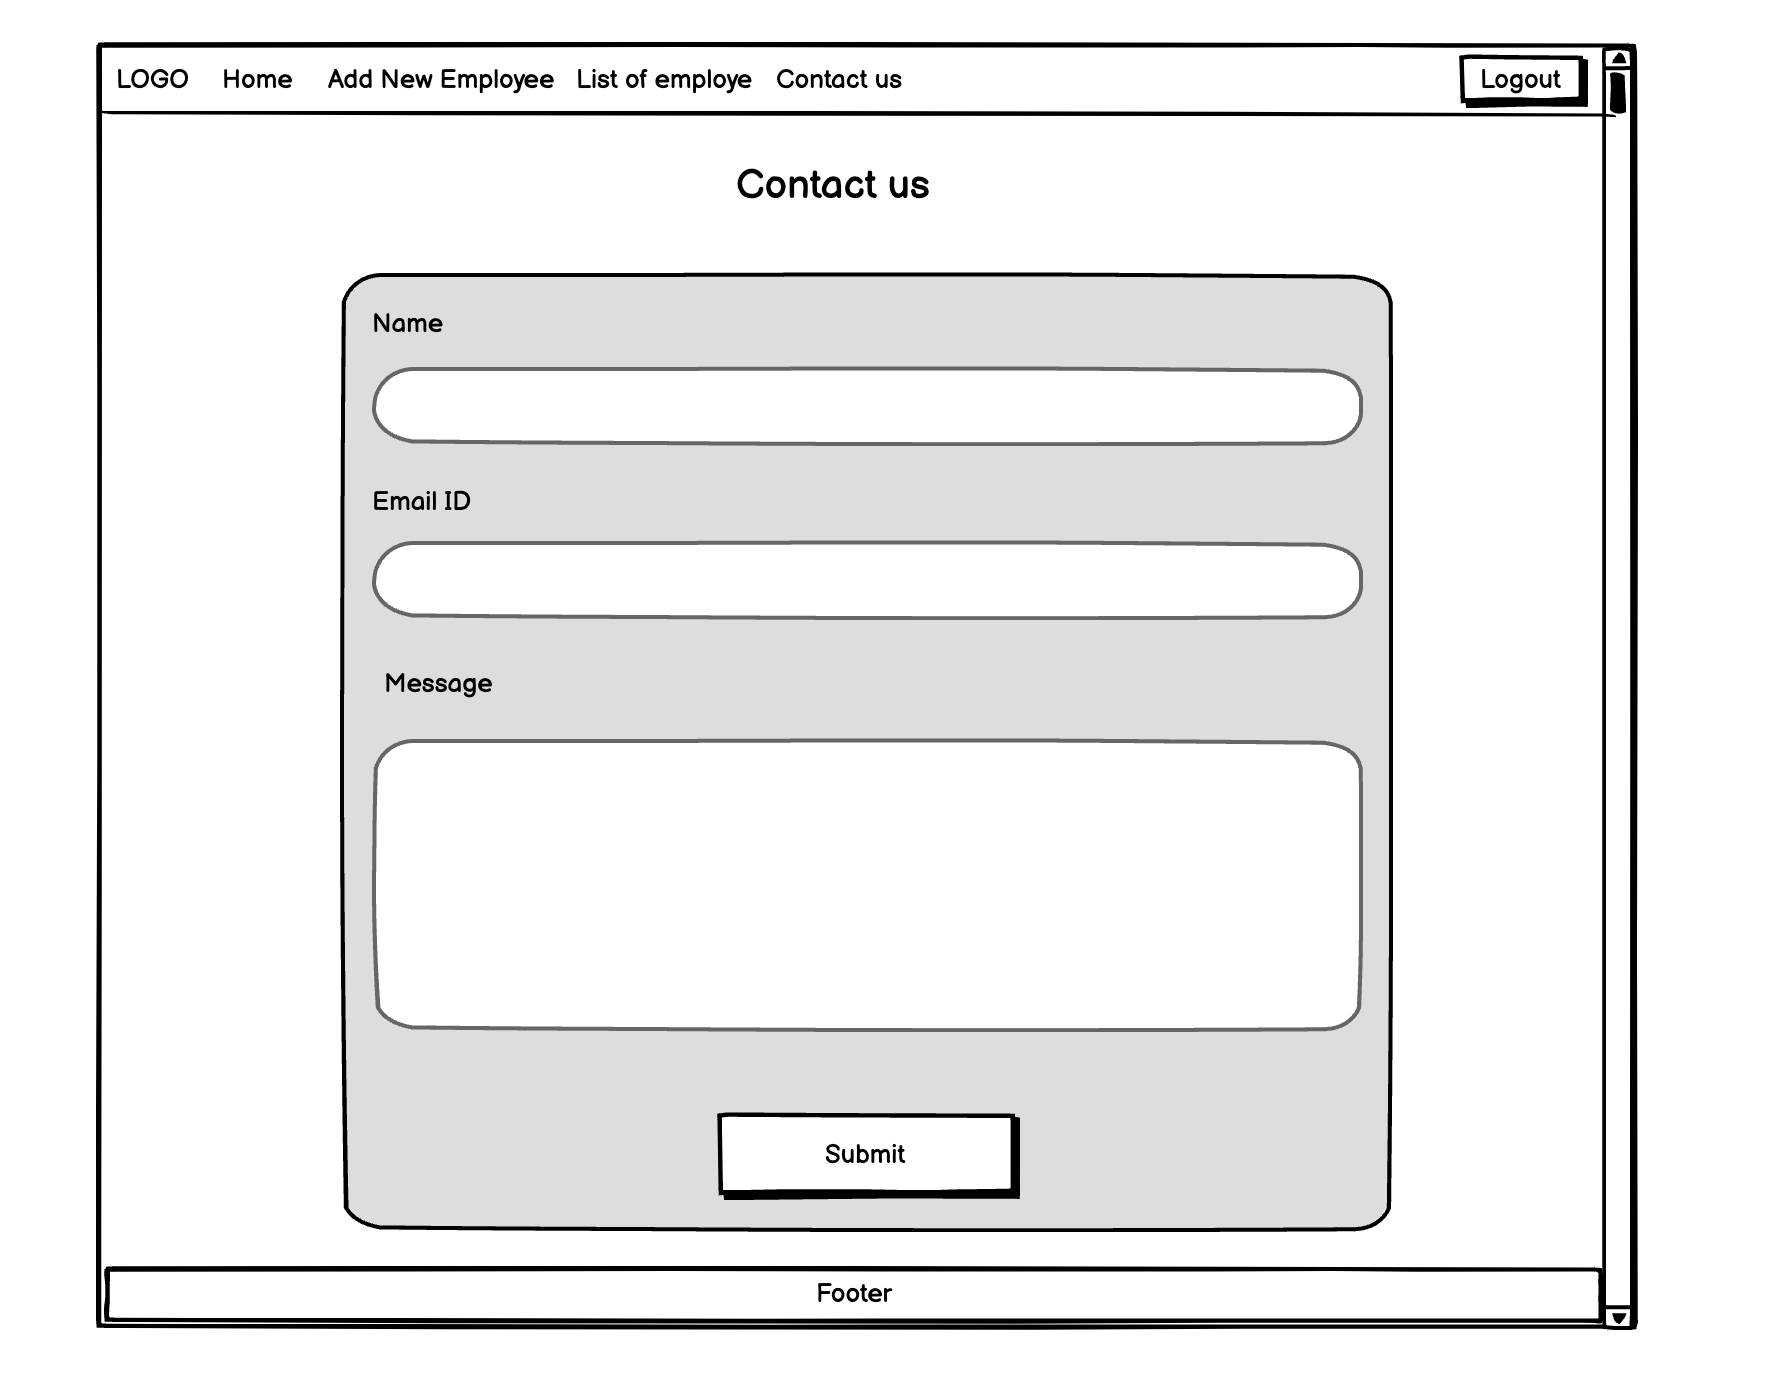 LOGO Home Add New Employee List of employe Contact us Logout
Contact us
Name
Email ID
Message
Submit
Footer